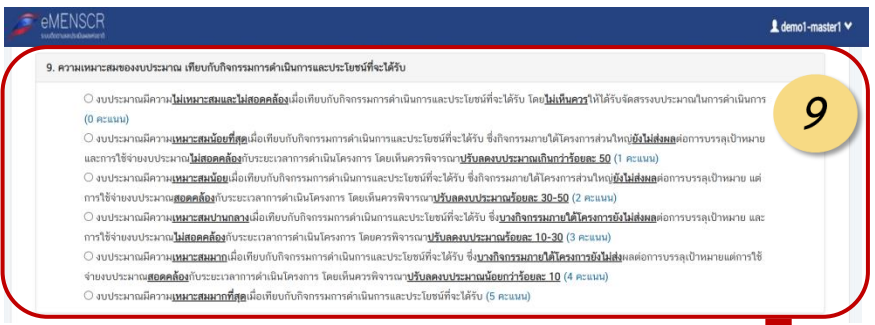 eMENSCR
demo1-master1
9. ความเหมาะสมของงบประมาณ เทียบกับกิจกรรมการดำเนินการและประโยชน์ที่จะได้รับ
งบประมาณมีความไม่เหมาะสมและไม่สอดคล้องเมื่อเทียบกับกิจกรรมการดำเนินการและประโยชน์ที่จะได้รับ โดยไม่เห็นควรให้ได้รับจัดสรรงบประมาณในการดำเนินการ
(0 คะแนน)
9
งบประมาณมีความเหมาะสมน้อยที่สุดเมื่อเทียบกับกิจกรรมการดำเนินการและประโยชน์ที่จะได้รับ ซึ่งกิจกรรมภายใต้โครงการส่วนใหญ่ยังไม่ส่งผลต่อการบรรลุเป้าหมาย
และการใช้จ่ายงบประมาณไม่สอดคล้องกับระยะเวลาการดำเนินโครงการ โดยเห็นควรพิจารณาปรับลดงบประมาณเกินกว่าร้อยละ 50 (1 คะแนน)
งบประมาณมีความเหมาะสมน้อยเมื่อเทียบกับกิจกรรมการดำเนินการและประโยชน์ที่จะได้รับ ซึ่งกิจกรรมภายใต้โครงการส่วนใหญ่ยังไม่ส่งผลต่อการบรรลุเป้าหมาย แต่
การใช้จ่ายงบประมาณสอดคล้องกับระยะเวลาการดำเนินโครงการ โดยเห็นควรพิจารณาปรับลดงบประมาณร้อยละ 30-50 (2 คะแนน)
งบประมาณมีความเหมาะสมปานกลางเมื่อเทียบกับกิจกรรมการดำเนินการและประโยชน์ที่จะได้รับ ซึ่งบางกิจกรรมภายใต้โครงการยังไม่ส่งผลต่อการบรรลุเป้าหมาย และ
การใช้จ่ายงบประมาณไม่สอดคล้องกับระยะเวลาการดำเนินโครงการ โดยควรพิจารณาปรับลดงบประมาณร้อยละ 10-30 (3 คะแนน)
งบประมาณมีความเหมาะสมมากเมื่อเทียบกับกิจกรรมการดำเนินการและประโยชน์ที่จะได้รับ ซึ่งบางกิจกรรมภายใต้โครงการยังไม่ส่งผลต่อการบรรลุเป้าหมายแต่การใช้
จ่ายงบประมาณสอดคล้องกับระยะเวลาการดำเนินโครงการ โดยเห็นควรพิจารณาปรับลดงบประมาณน้อยกว่าร้อยละ 10 (4 คะแนน)
งบประมาณมีความเหมาะสมมากที่สุดเมื่อเทียบกับกิจกรรมการดำเนินการและประโยชน์ที่จะได้รับ (5 คะแนน)